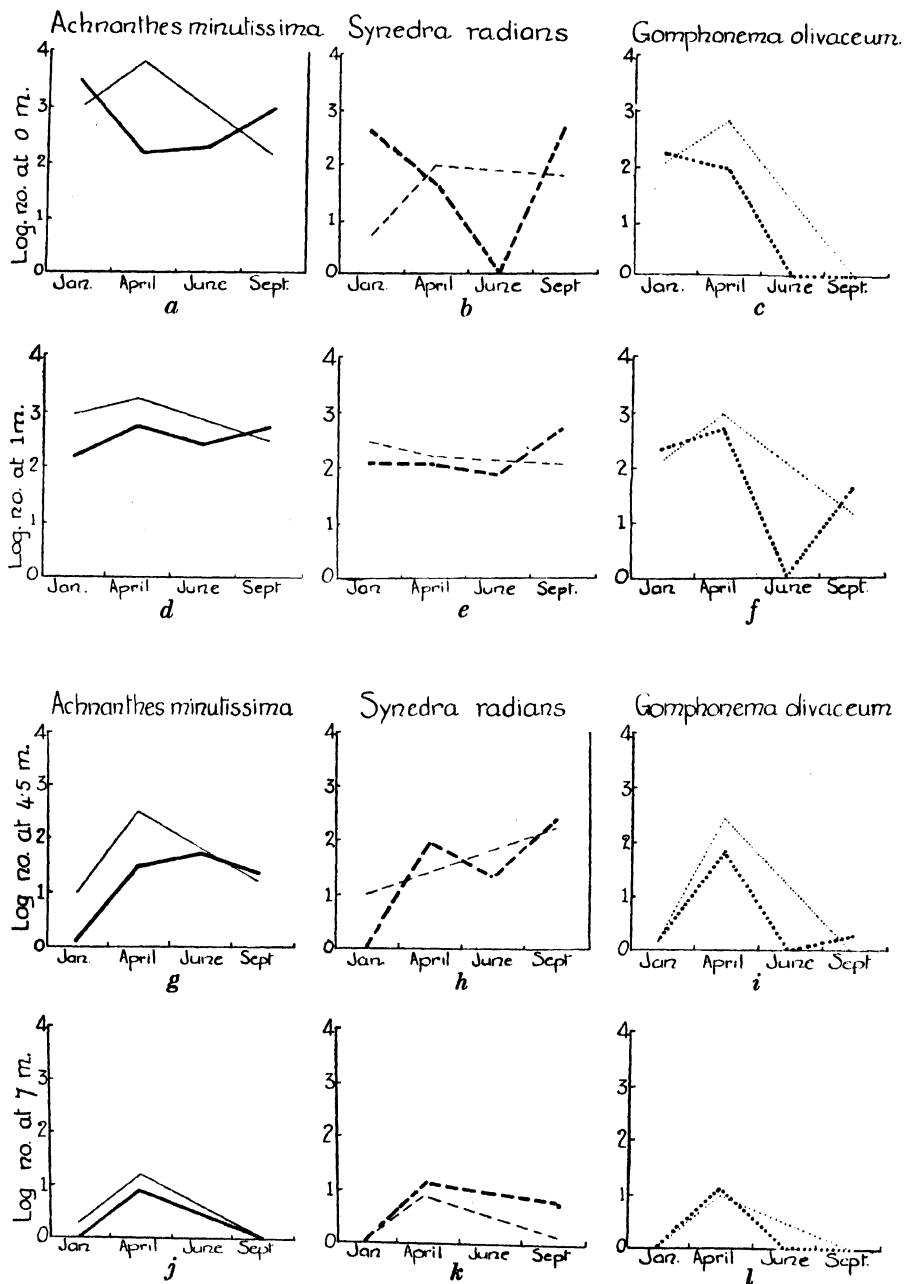 Achnanthes minutissima Synedra radians Gomphonema olivaceum.
Log. no. at 0 m.
4 3 2 1 0 4 3 2 1 0 4 3 2 1 0
Jan. April June Sept. Jan. April June Sept. Jan. April June Sept.
a b c
Log. no. at 1m.
4 3 2 1 0 4 3 2 1 0 4 3 2 1 0
Jan. April June Sept. Jan April June Sept. Jan April June Sept.
d e f
Achnanthes minutissima Synedra radians Gomphonema olivaceum
Log no. at 4·5 m.
4 3 2 1 0 4 3 2 1 0 4 3 2 1 0
Jan. April June Sept Jan April June Sept Jan April June Sept
g h i
Log no. at 7 m.
4 3 2 1 0 4 3 2 1 0 4 3 2 1 0
Jan April June Sept Jan April June Sept Jan. April June Sept.
j k l